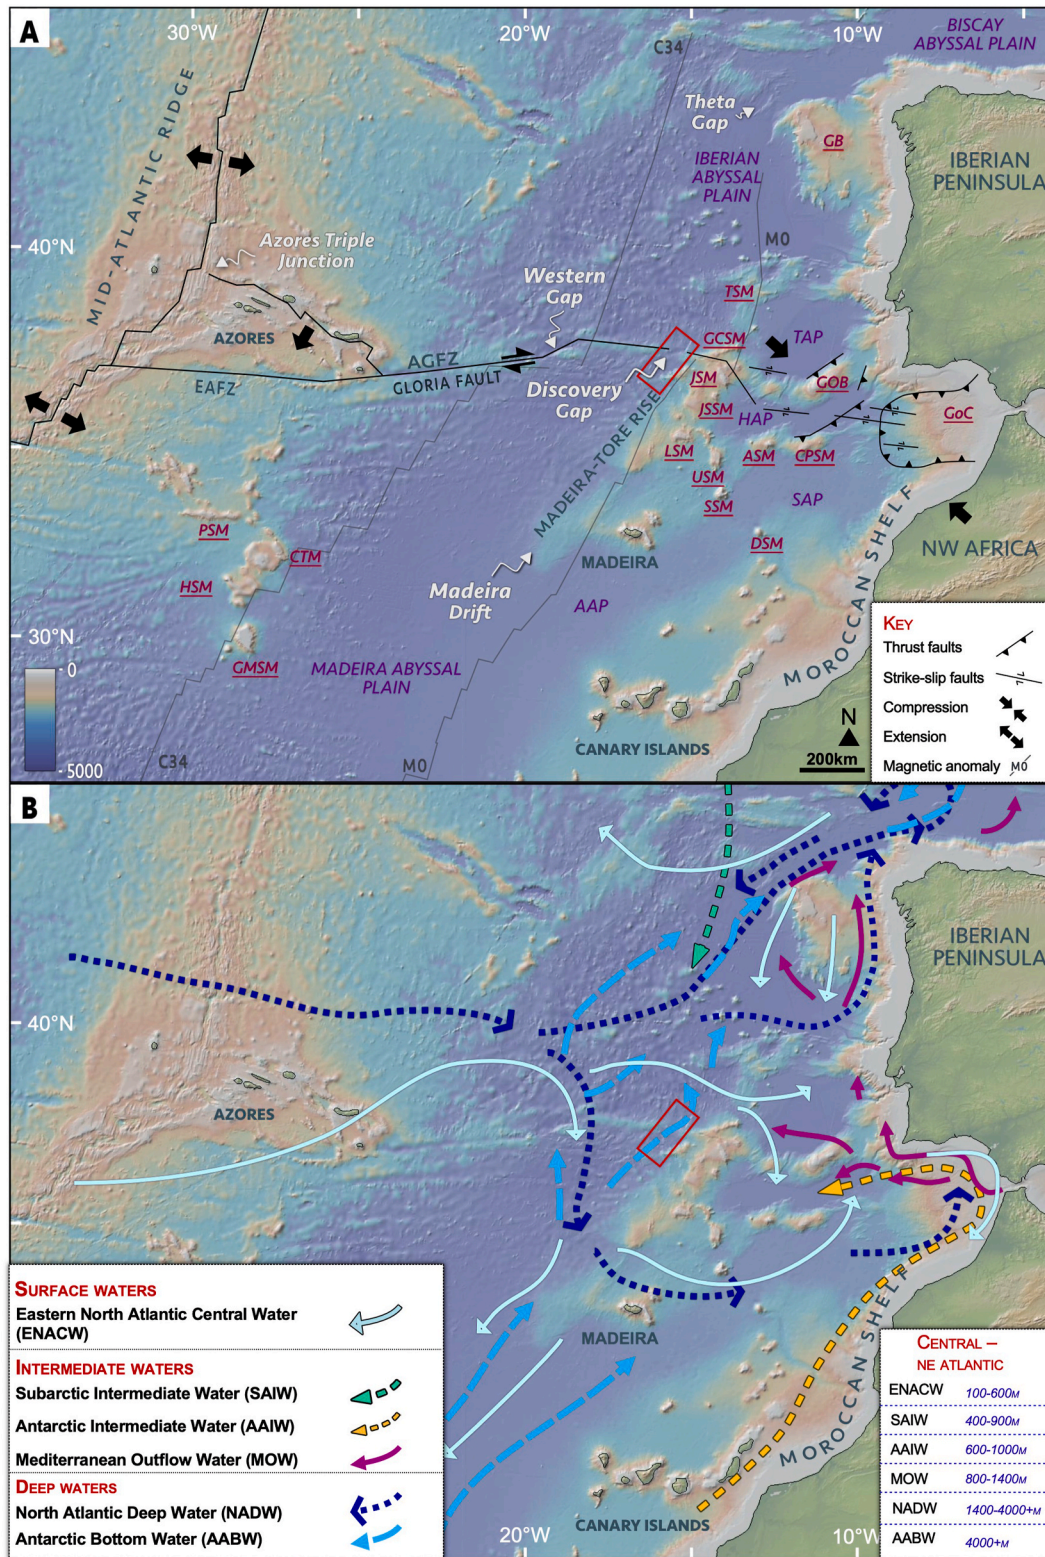 A
30°W
20°W
10°W
BISCAY
ABYSSAL PLAIN
C34
MID-ATLANTIC RIDGE
Theta
Gap
GB
IBERIAN
ABYSSAL
PLAIN
IBERIAN
PENINSULA
40°N
Azores Triple
Junction
M0
Western
Gap
TSM
AZORES
GCSM
TAP
EAFZ
AGFZ
GLORIA FAULT
Discovery
Gap
JSM
GOB
JSSM
HAP
GoC
MADEIRA-TORE RISE
LSM
ASM
CPSM
USM
SSM
SAP
PSM
CTM
DSM
HSM
MADEIRA
NW AFRICA
Madeira
Drift
AAP
MOROCCAN SHELF
30°N
GMSM
MADEIRA ABYSSAL
PLAIN
0
5000
C34
M0
CANARY ISLANDS
N
200km
KEY
Thrust faults
Strike-slip faults
Compression
Extension
Magnetic anomaly
M0
B
IBERIAN
PENINSULA
40°N
AZORES
MADEIRA
MOROCCAN SHELF
CANARY ISLANDS
20°W
10°W
SURFACE WATERS
Eastern North Atlantic Central Water
(ENACW)
INTERMEDIATE WATERS
Subarctic Intermediate Water (SAIW)
Antarctic Intermediate Water (AAIW)
Mediterranean Outflow Water (MOW)
DEEP WATERS
North Atlantic Deep Water (NADW)
Antarctic Bottom Water (AABW)
CENTRAL –
NE ATLANTIC
ENACW 100-600M
SAIW 400-900M
AAIW 600-1000M
MOW 800-1400M
NADW 1400-4000+M
AABW 4000+M